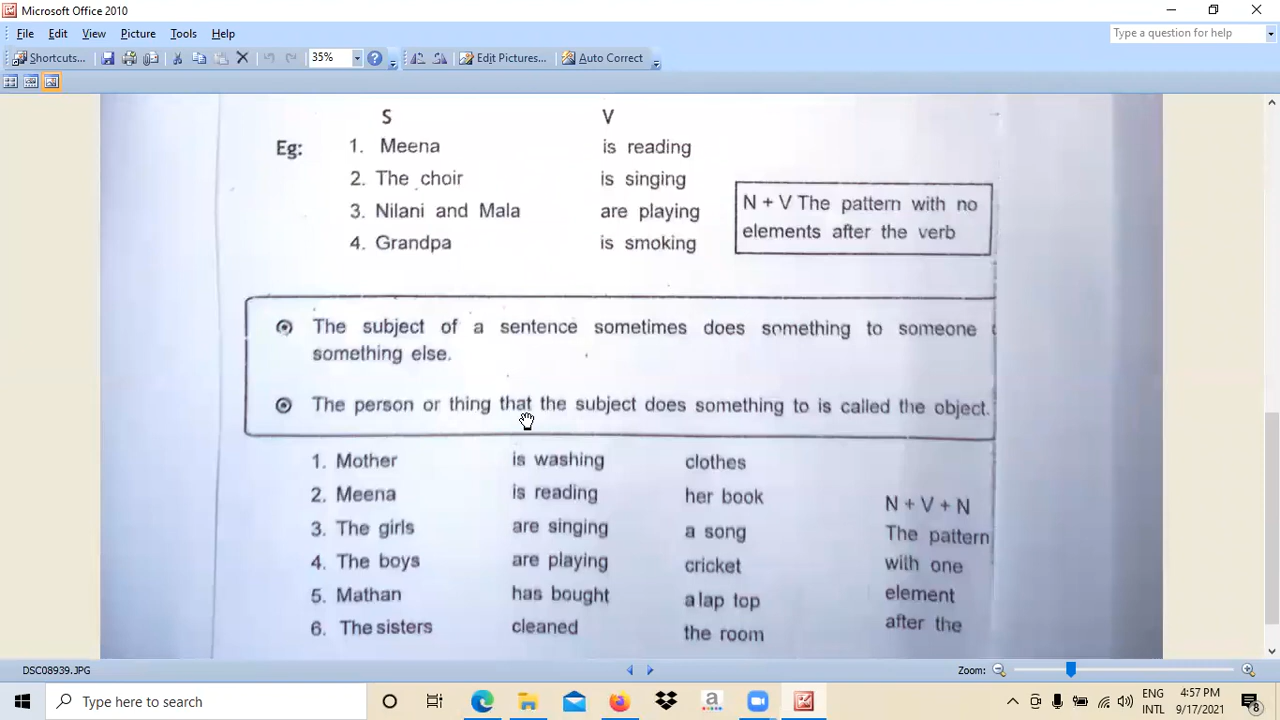 Microsoft Office 2010
File Edit View Picture Tools Help
Type a question for help
Shortcuts... 35% Edit Pictures... Auto Correct
S V
Eg: 1. Meena is reading
2. The choir is singing
3. Nilani and Mala are playing
4. Grandpa is smoking
N + V The pattern with no
elements after the verb
The subject of a sentence sometimes does something to someone
something else.
The person or thing that the subject does something to is called the object.
1. Mother is washing clothes
2. Meena is reading her book
3. The girls are singing a song
4. The boys are playing cricket
5. Mathan has bought a lap top
6. The sisters cleaned the room
N + V + N
The pattern
with one
element
after the
DSC08939.JPG
Zoom:
Type here to search
ENG
INTL
4:57 PM
9/17/2021
8